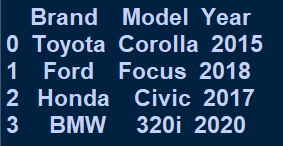 Brand Model Year
0 Toyota Corolla 2015
1 Ford Focus 2018
2 Honda Civic 2017
3 BMW 320i 2020